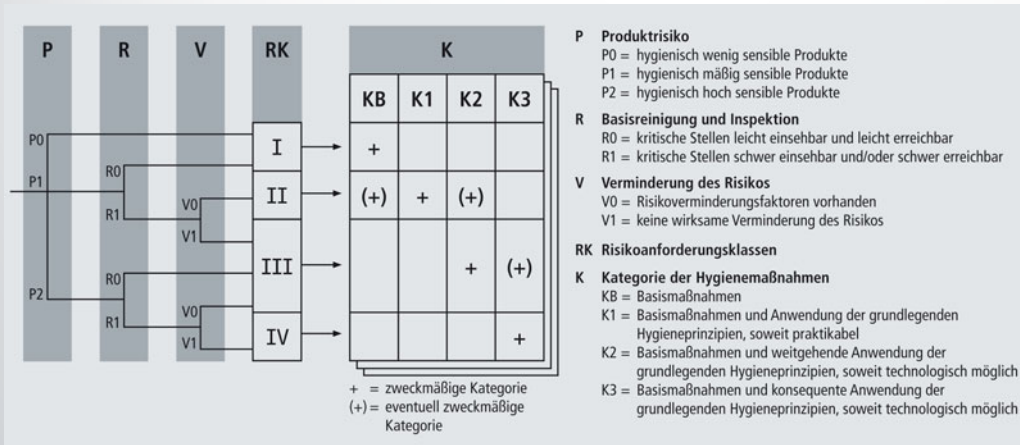 P R V RK K
KB K1 K2 K3
P0
I +
R0
P1
II (+) + (+)
V0
R1
V1
III + (+)
R0
P2
V0
R1
IV +
V1
+ = zweckmäßige Kategorie
(+) = eventuell zweckmäßige
Kategorie
P Produktrisiko
P0 = hygienisch wenig sensible Produkte
P1 = hygienisch mäßig sensible Produkte
P2 = hygienisch hoch sensible Produkte
R Basisreinigung und Inspektion
R0 = kritische Stellen leicht einsehbar und leicht erreichbar
R1 = kritische Stellen schwer einsehbar und/oder schwer erreichbar
V Verminderung des Risikos
V0 = Risikoverminderungsfaktoren vorhanden
V1 = keine wirksame Verminderung des Risikos
RK Risikoanforderungsklassen
K Kategorie der Hygienemaßnahmen
KB = Basismaßnahmen
K1 = Basismaßnahmen und Anwendung der grundlegenden
Hygieneprinzipien, soweit praktikabel
K2 = Basismaßnahmen und weitgehende Anwendung der
grundlegenden Hygieneprinzipien, soweit technologisch möglich
K3 = Basismaßnahmen und konsequente Anwendung der
grundlegenden Hygieneprinzipien, soweit technologisch möglich